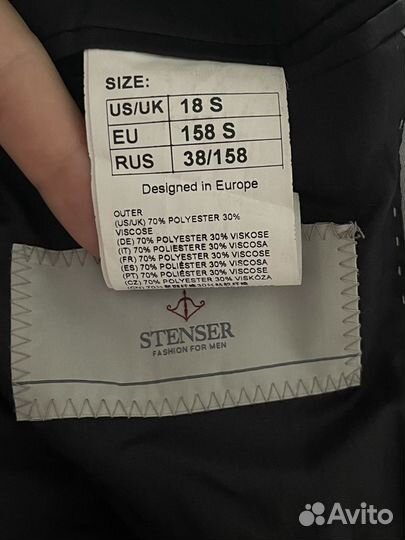 SIZE:
US/UK 18 S
EU 158 S
RUS 38/158
Designed in Europe
OUTER
(US/UK) 70% POLYESTER 30%
VISCOSE
(DE) 70% POLYESTER 30% VISKOSE
(IT) 70% POLIESTERE 30% VISCOSA
(FR) 70% POLYESTER 30% VISCOSE
(ES) 70% POLIÉSTER 30% VISCOSA
(PT) 70% POLIÉSTER 30% VISCOSE
(CZ) 70% POLYESTER 30% VISKÓZA
STENSER
FASHION FOR MEN
Avito